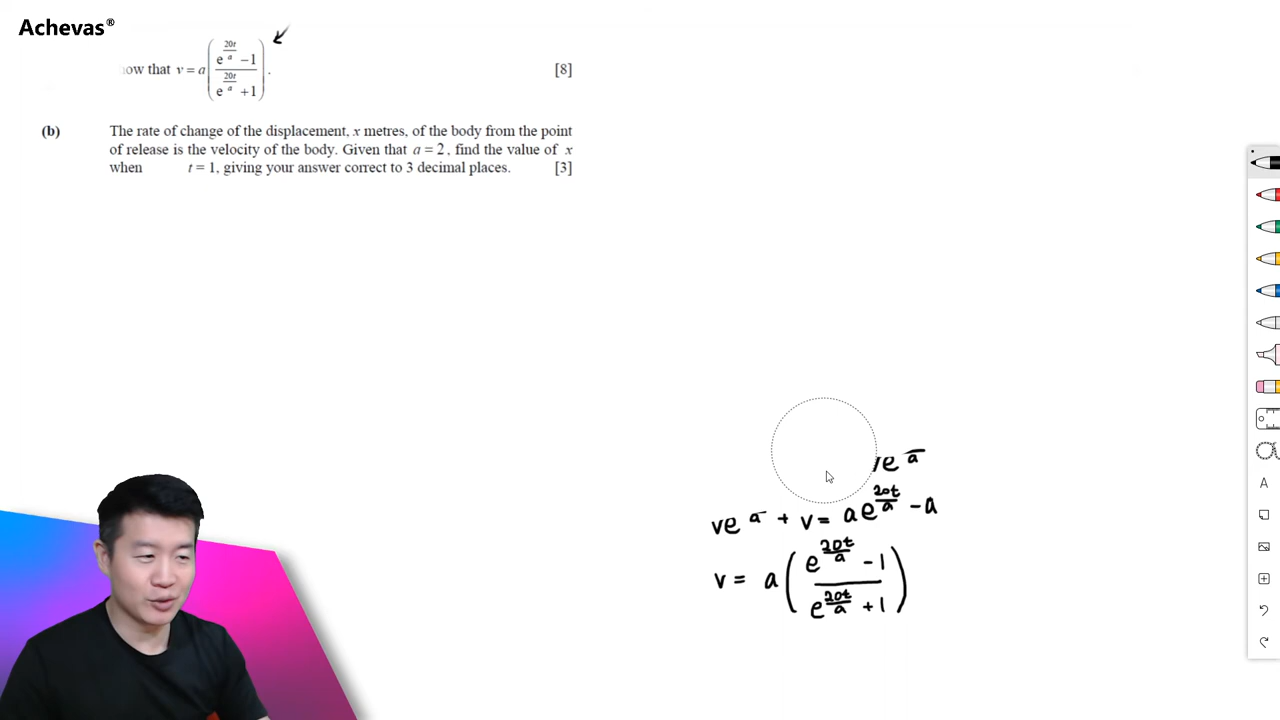 Achevas®
ow that v = a(e^(20t/a) −1 / e^(20t/a) +1). [8]
(b) The rate of change of the displacement, x metres, of the body from the point
of release is the velocity of the body. Given that a = 2, find the value of x
when t = 1, giving your answer correct to 3 decimal places. [3]
e^a
ve^a + v = ae^(20t/a) − a
v = a(e^(20t/a) − 1 / e^(20t/a) + 1)
A